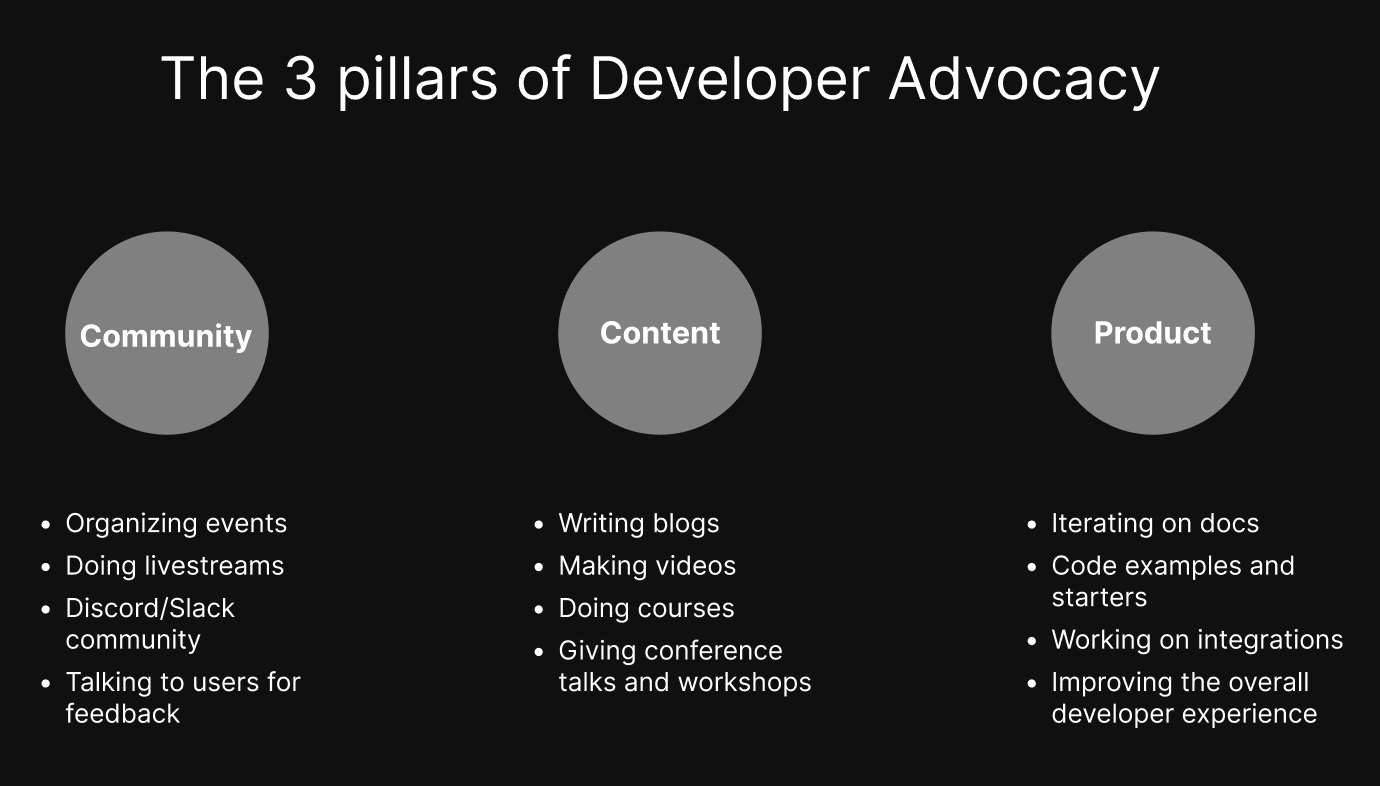 The 3 pillars of Developer Advocacy
Community
• Organizing events
• Doing livestreams
• Discord/Slack
community
• Talking to users for
feedback
Content
• Writing blogs
• Making videos
• Doing courses
• Giving conference
talks and workshops
Product
• Iterating on docs
• Code examples and
starters
• Working on integrations
• Improving the overall
developer experience